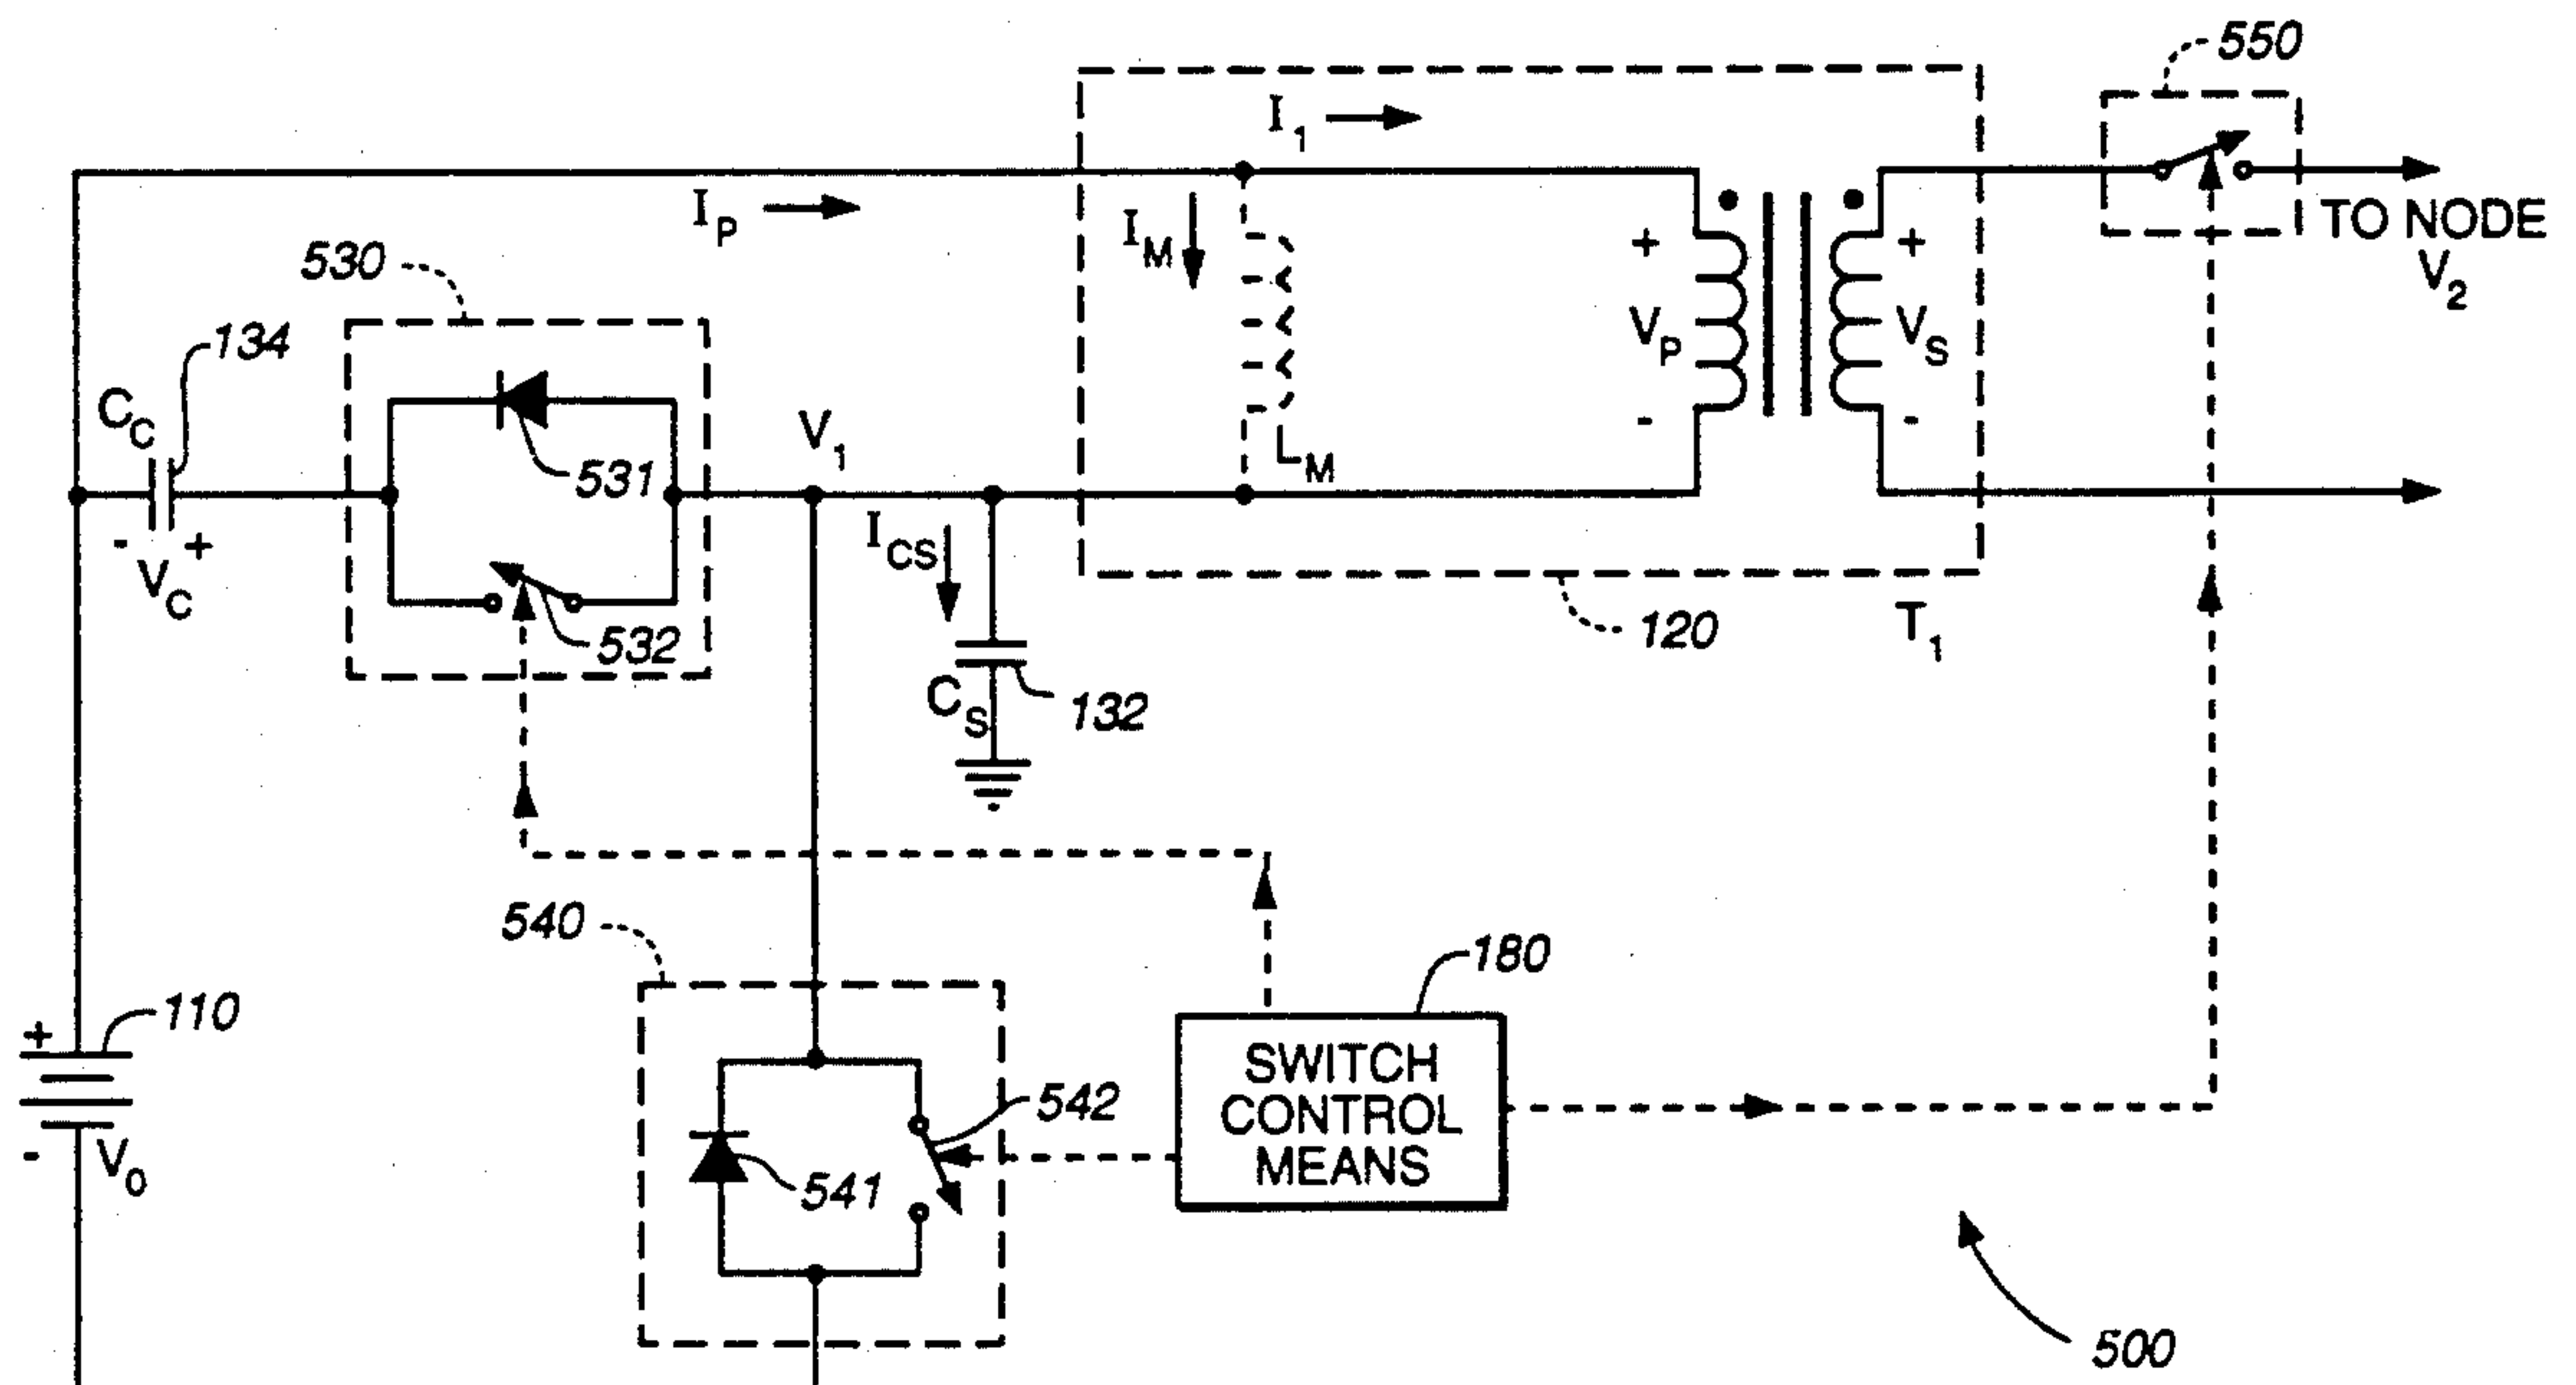 550
I1
IP
IM
TO NODE
V2
530
134
CC
+
+
VP
VS
V1
531
-
-
LM
- +
VC
ICS
532
120
T1
CS
132
540
180
+
110
SWITCH
CONTROL
MEANS
542
-
V0
541
500